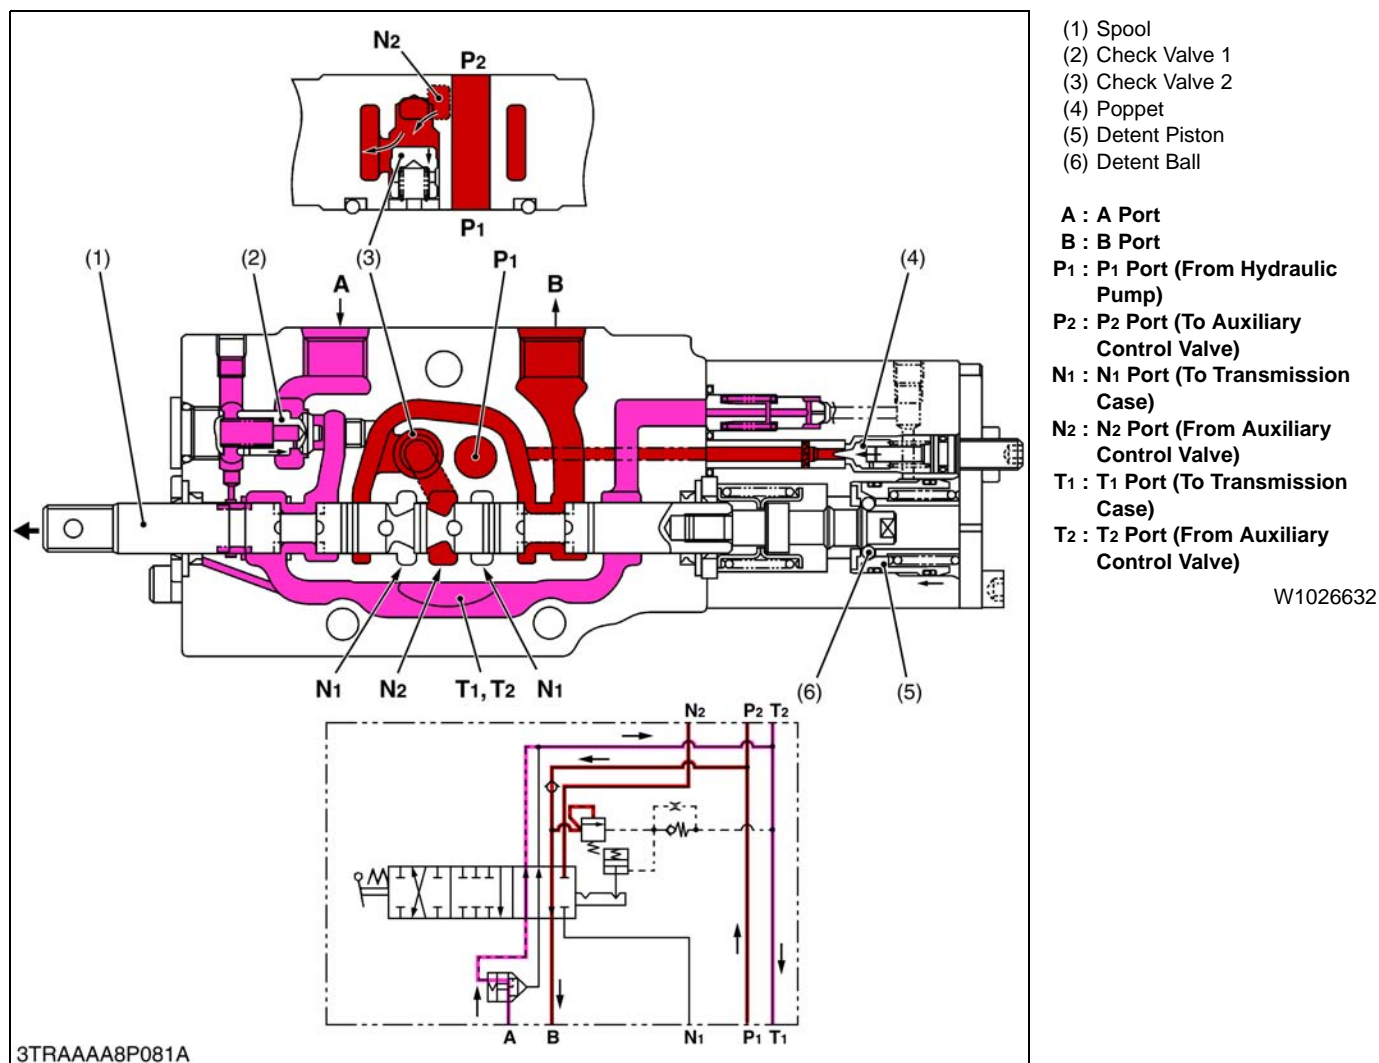 N2
P2
P1
(1)
(2)
(3)
P1
(4)
A
B
N1
N2
T1, T2
N1
(6)
(5)
N2
P2
T2
A
B
N1
P1
T1
3TRAAAA8P081A
(1) Spool
(2) Check Valve 1
(3) Check Valve 2
(4) Poppet
(5) Detent Piston
(6) Detent Ball
A : A Port
B : B Port
P1 : P1 Port (From Hydraulic
Pump)
P2 : P2 Port (To Auxiliary
Control Valve)
N1 : N1 Port (To Transmission
Case)
N2 : N2 Port (From Auxiliary
Control Valve)
T1 : T1 Port (To Transmission
Case)
T2 : T2 Port (From Auxiliary
Control Valve)
W1026632